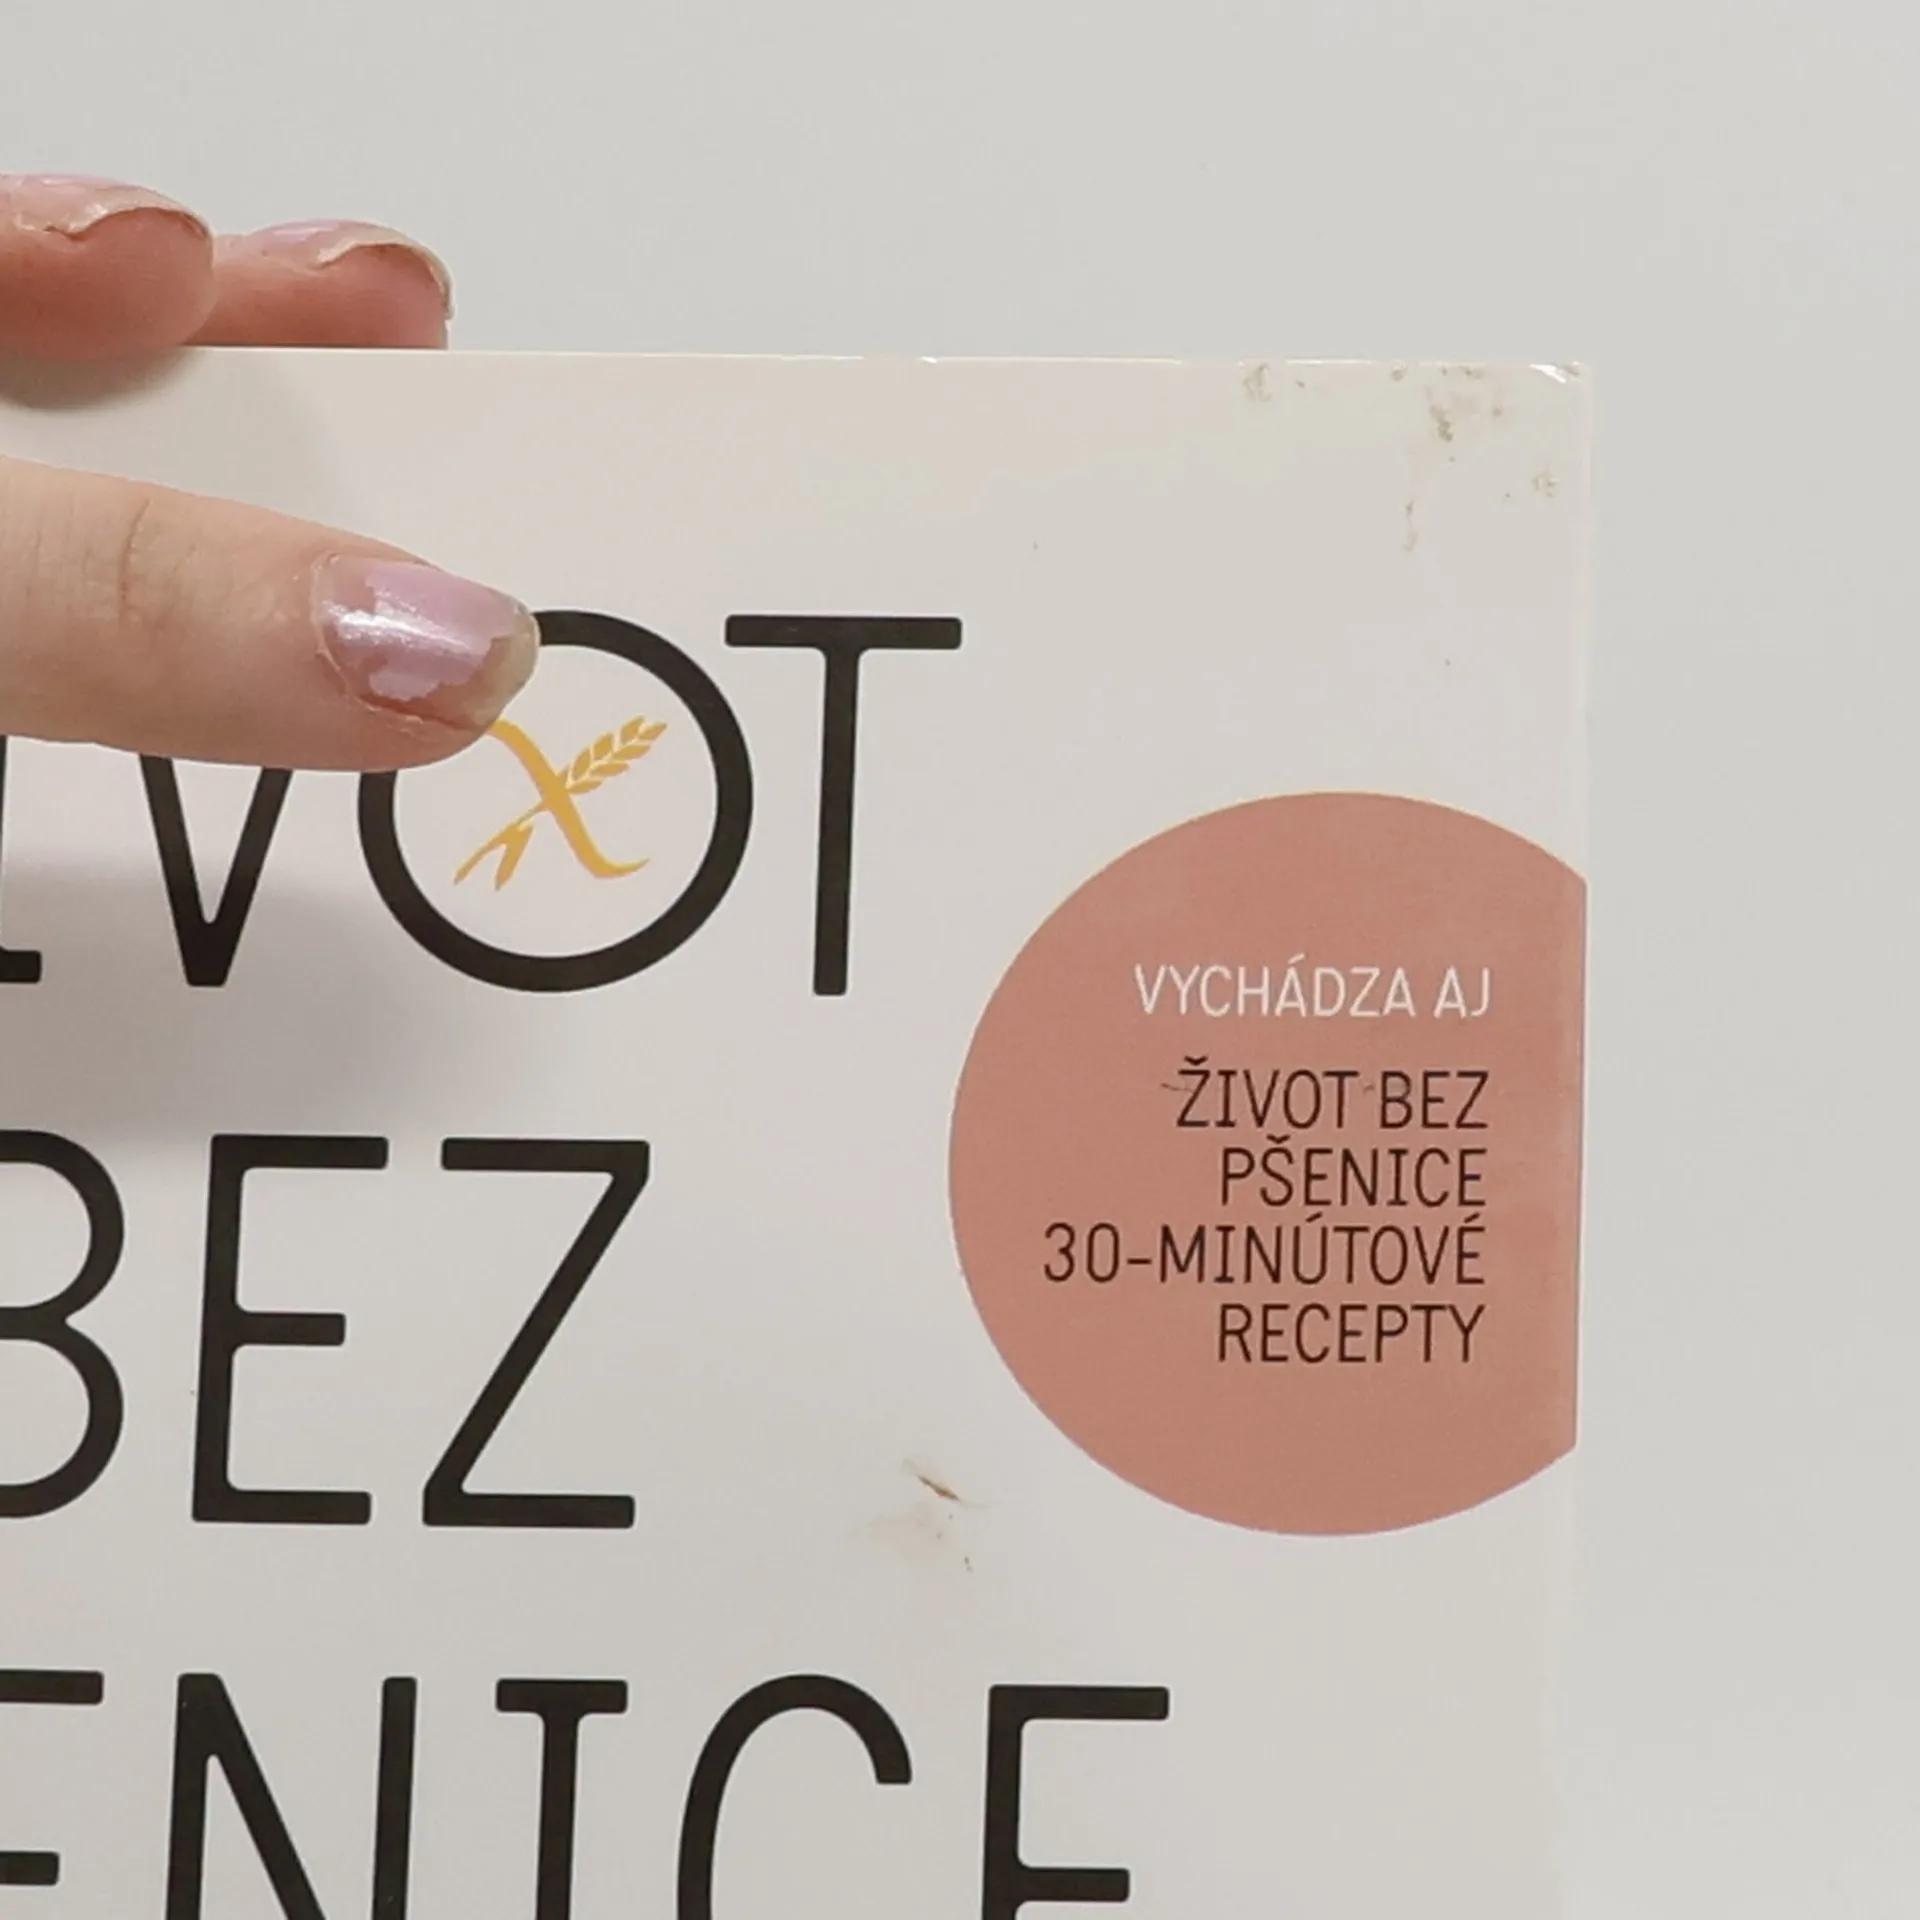 IVOT
BEZ
ENICE
VYCHÁDZA AJ
ŽIVOT BEZ
PŠENICE
30-MINÚTOVÉ
RECEPTY